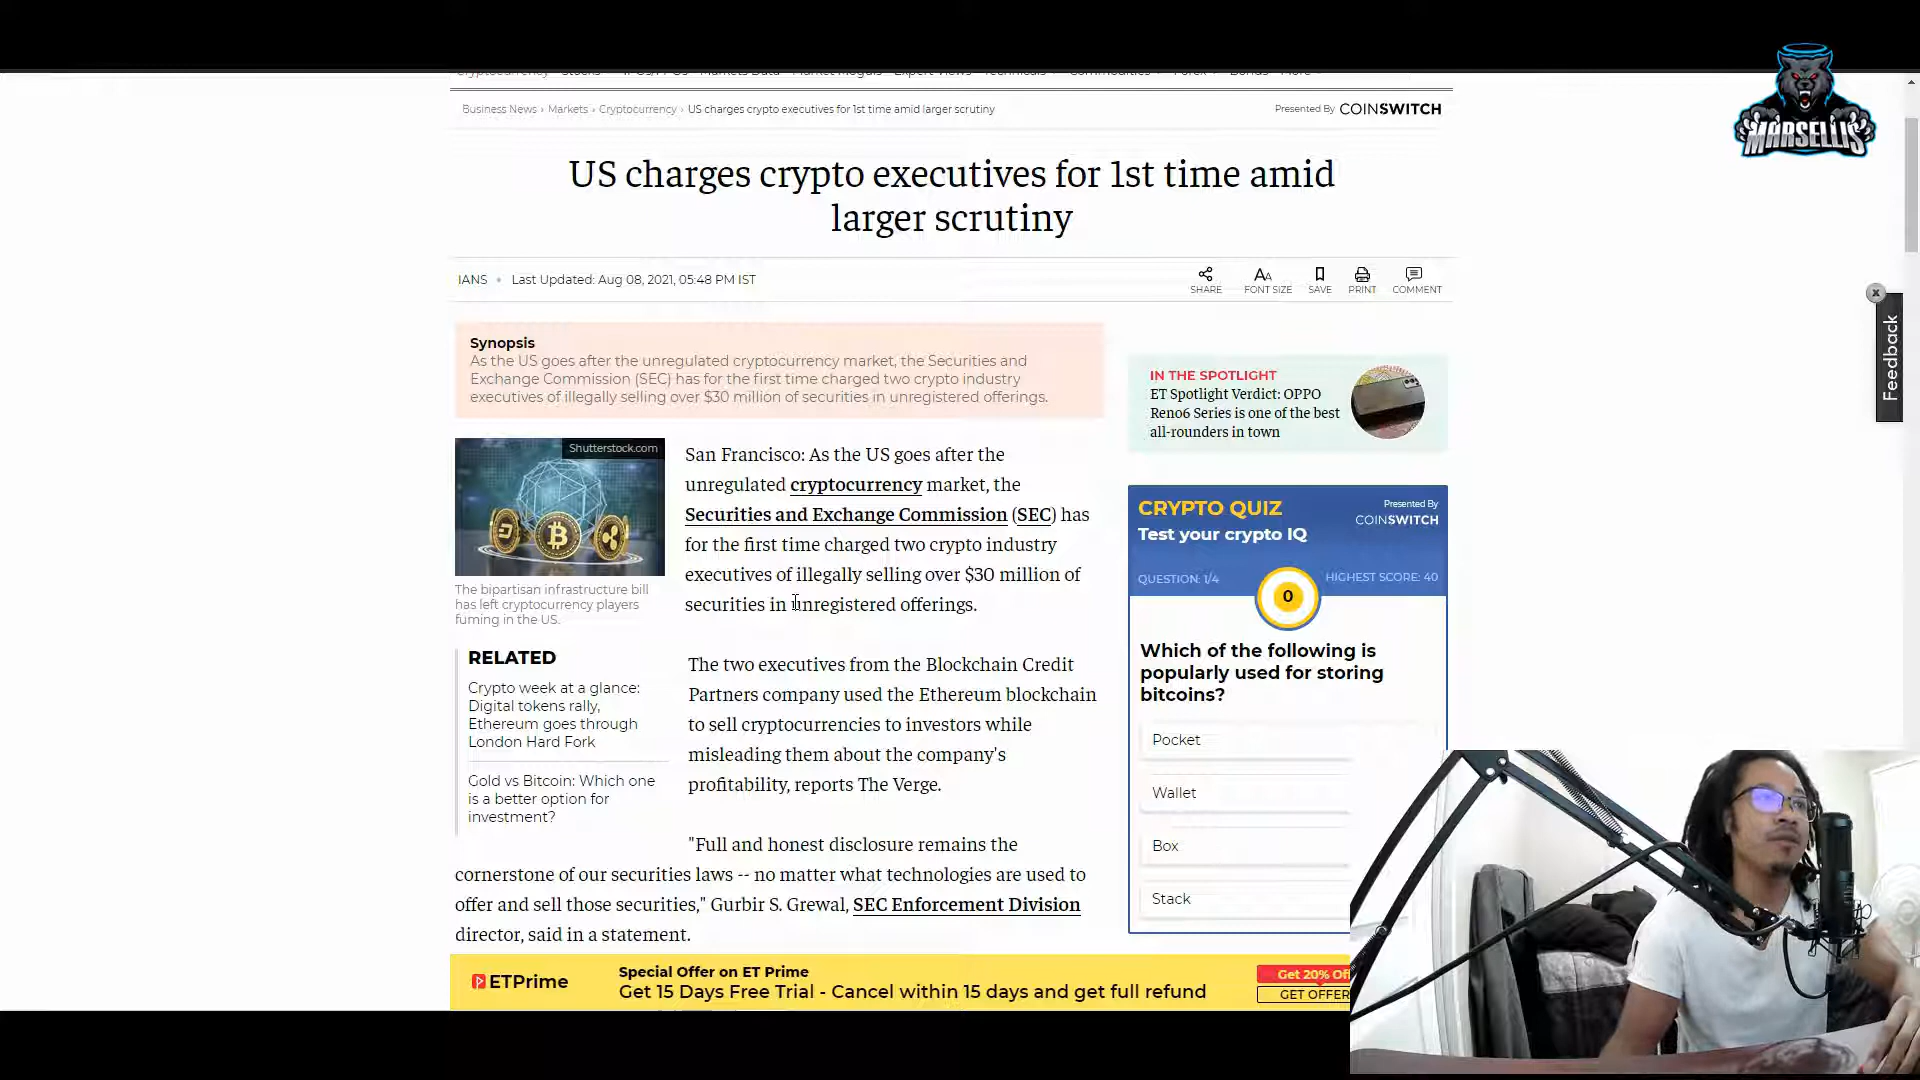 Business News › Markets › Cryptocurrency › US charges crypto executives for 1st time amid larger scrutiny
Presented By COINSWITCH
MARSELLIS
US charges crypto executives for 1st time amid
larger scrutiny
IANS • Last Updated: Aug 08, 2021, 05:48 PM IST
SHARE
FONT SIZE
SAVE
PRINT
COMMENT
x
Feedback
Synopsis
As the US goes after the unregulated cryptocurrency market, the Securities and
Exchange Commission (SEC) has for the first time charged two crypto industry
executives of illegally selling over $30 million of securities in unregistered offerings.
IN THE SPOTLIGHT
ET Spotlight Verdict: OPPO
Reno6 Series is one of the best
all-rounders in town
Shutterstock.com
The bipartisan infrastructure bill
has left cryptocurrency players
fuming in the US.
RELATED
Crypto week at a glance:
Digital tokens rally,
Ethereum goes through
London Hard Fork
Gold vs Bitcoin: Which one
is a better option for
investment?
San Francisco: As the US goes after the
unregulated cryptocurrency market, the
Securities and Exchange Commission (SEC) has
for the first time charged two crypto industry
executives of illegally selling over $30 million of
securities in unregistered offerings.
The two executives from the Blockchain Credit
Partners company used the Ethereum blockchain
to sell cryptocurrencies to investors while
misleading them about the company's
profitability, reports The Verge.
"Full and honest disclosure remains the
cornerstone of our securities laws -- no matter what technologies are used to
offer and sell those securities," Gurbir S. Grewal, SEC Enforcement Division
director, said in a statement.
CRYPTO QUIZ
Presented By
COINSWITCH
Test your crypto IQ
QUESTION: 1/4
HIGHEST SCORE: 40
0
Which of the following is
popularly used for storing
bitcoins?
Pocket
Wallet
Box
Stack
ETPrime
Special Offer on ET Prime
Get 15 Days Free Trial - Cancel within 15 days and get full refund
Get 20%
GET OFFER